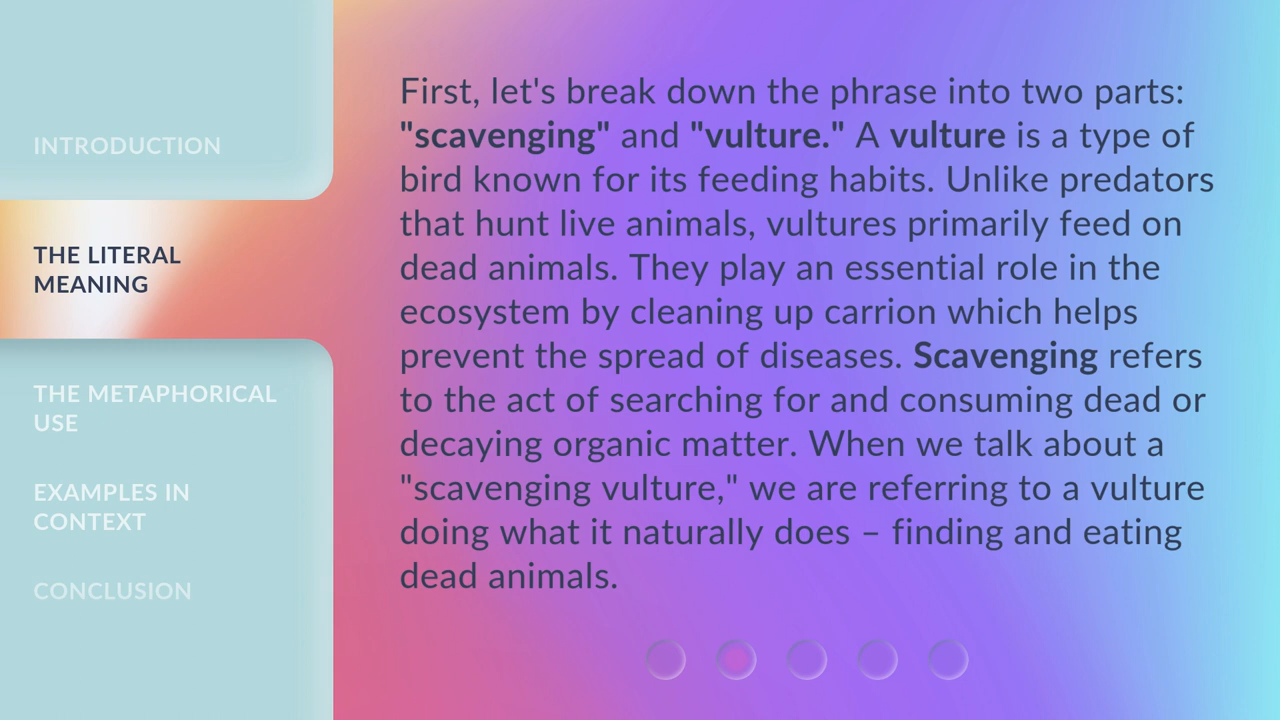 INTRODUCTION
THE LITERAL
MEANING
THE METAPHORICAL
USE
EXAMPLES IN
CONTEXT
CONCLUSION
First, let's break down the phrase into two parts:
"scavenging" and "vulture." A vulture is a type of
bird known for its feeding habits. Unlike predators
that hunt live animals, vultures primarily feed on
dead animals. They play an essential role in the
ecosystem by cleaning up carrion which helps
prevent the spread of diseases. Scavenging refers
to the act of searching for and consuming dead or
decaying organic matter. When we talk about a
"scavenging vulture," we are referring to a vulture
doing what it naturally does – finding and eating
dead animals.